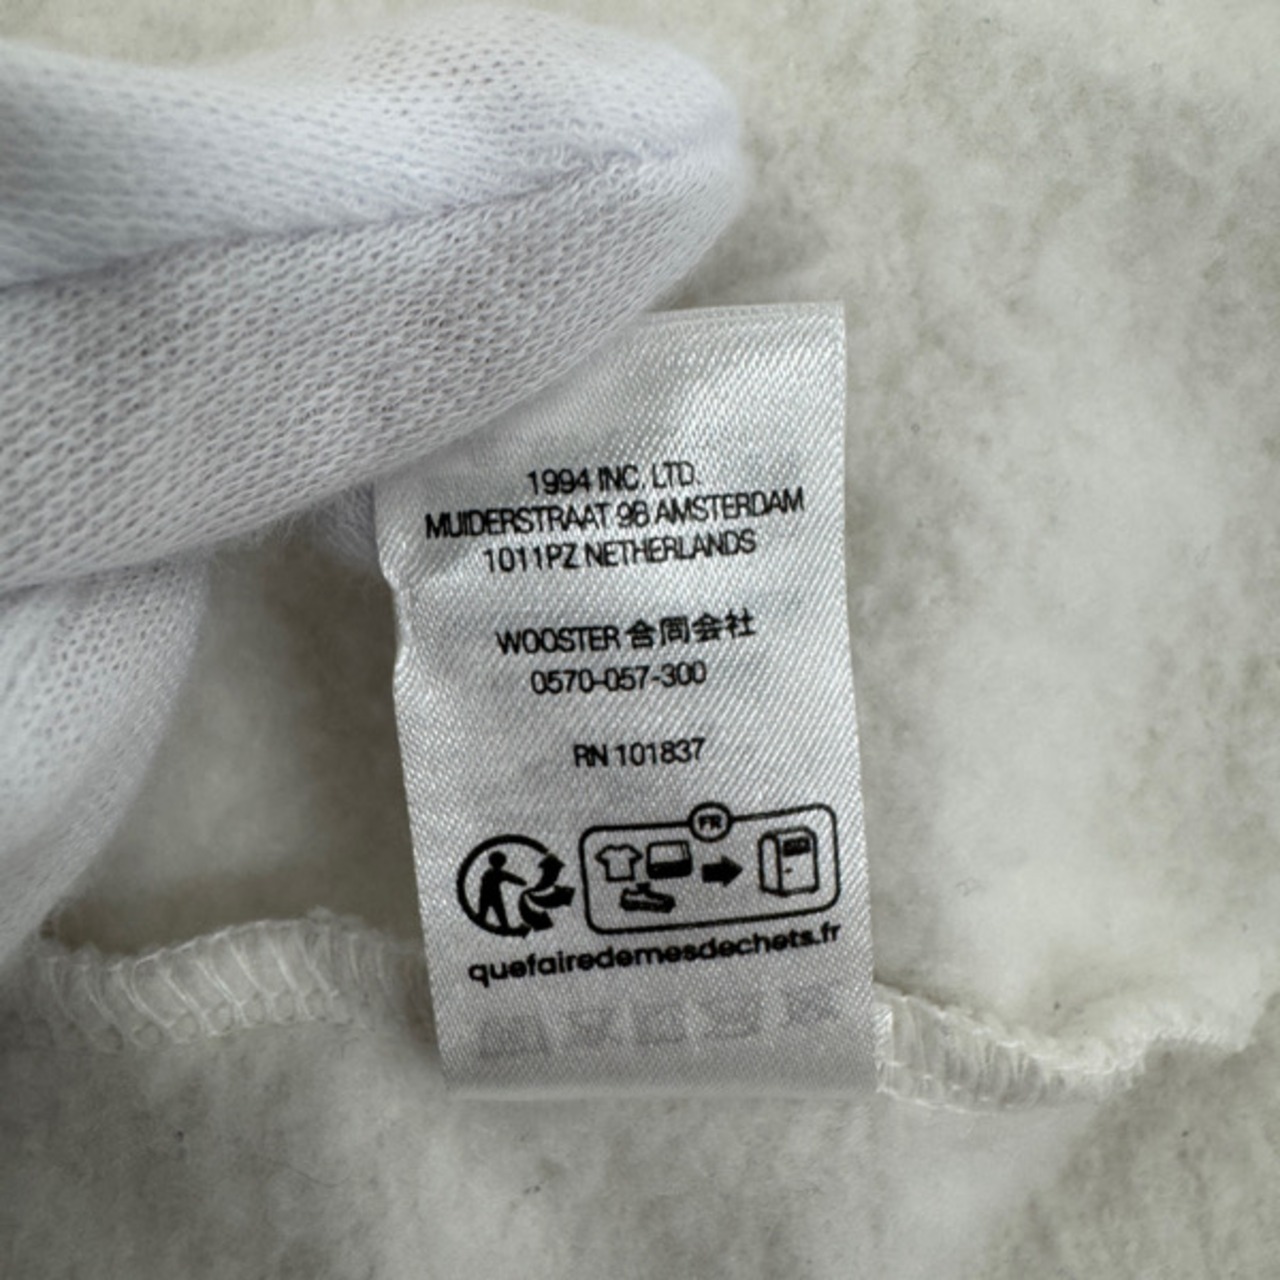 1994 INC. LTD.
MUIDERSTRAAT 98 AMSTERDAM
1011PZ NETHERLANDS
WOOSTER 合同会社
0570-057-300
RN 101837
FR
quefairedemesdechets.fr